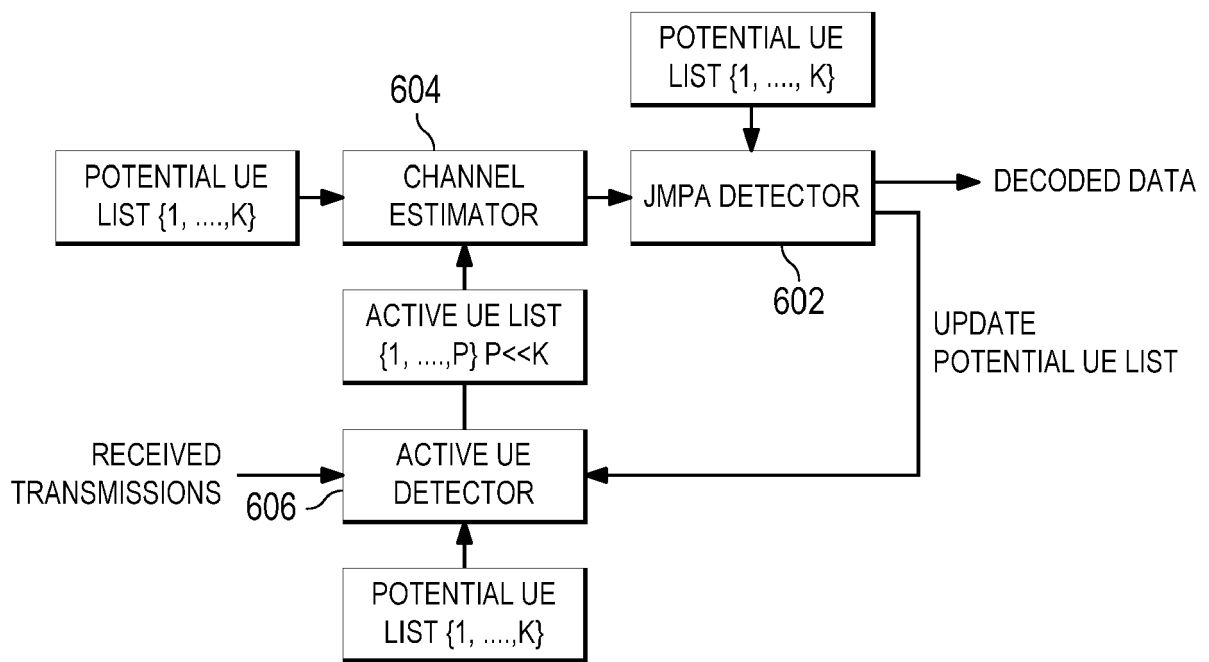 POTENTIAL UE
LIST {1, ...., K}
604
POTENTIAL UE
LIST {1, ....,K}
CHANNEL
ESTIMATOR
JMPA DETECTOR
DECODED DATA
602
ACTIVE UE LIST
{1, ....,P} P<<K
UPDATE
POTENTIAL UE LIST
RECEIVED
TRANSMISSIONS
606
ACTIVE UE
DETECTOR
POTENTIAL UE
LIST {1, ....,K}